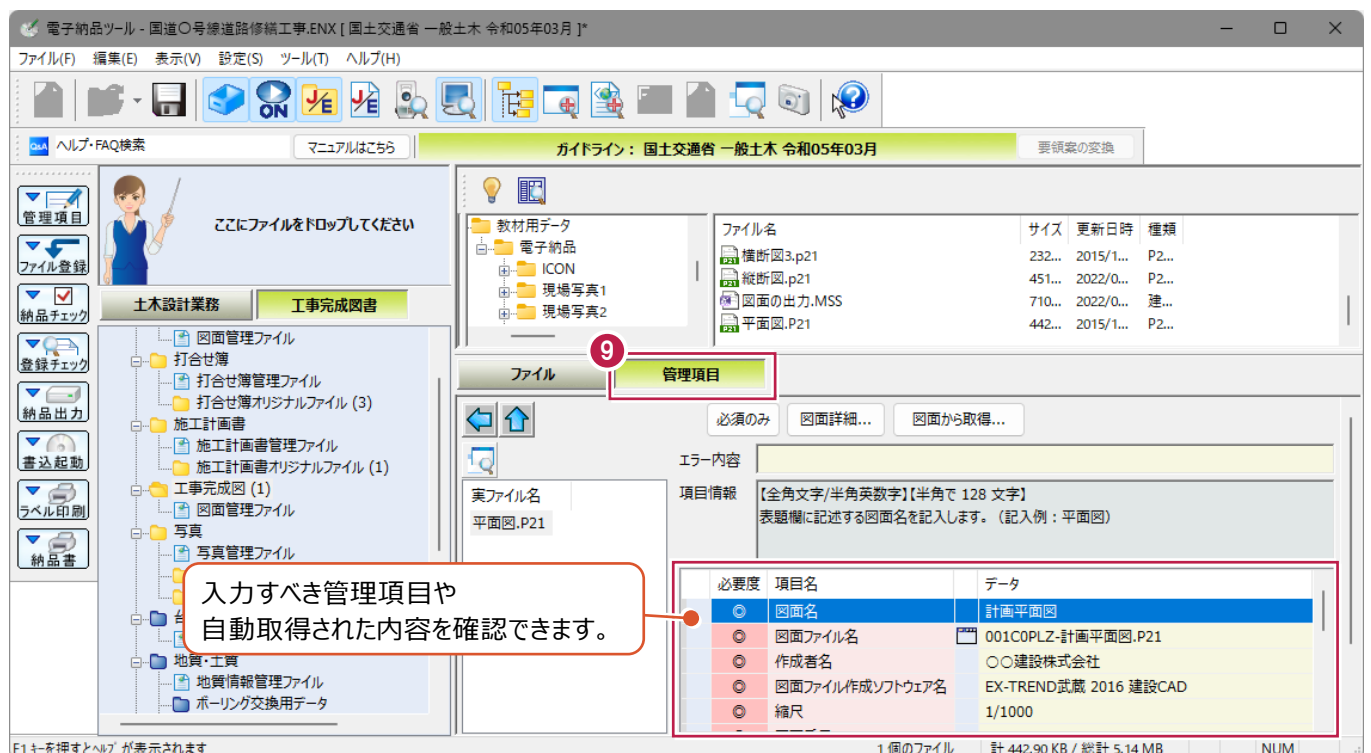 電子納品ツール - 国道〇号線道路修繕工事.ENX [ 国土交通省 一般土木 令和05年03月 ]*
ファイル(F) 編集(E) 表示(V) 設定(S) ツール(T) ヘルプ(H)
ON J/E J/E
Q&A ヘルプ・FAQ検索 マニュアルはこちら ガイドライン： 国土交通省 一般土木 令和05年03月 要領案の変換
管理項目
ファイル登録
納品チェック
登録チェック
納品出力
書込起動
ラベル印刷
納品書
ここにファイルをドロップしてください
土木設計業務 工事完成図書
図面管理ファイル
打合せ簿
打合せ簿管理ファイル
打合せ簿オリジナルファイル (3)
施工計画書
施工計画書管理ファイル
施工計画書オリジナルファイル (1)
工事完成図 (1)
図面管理ファイル
写真
写真管理ファイル
地質・土質
地質情報管理ファイル
ボーリング交換用データ
教材用データ
電子納品
ICON
現場写真1
現場写真2
ファイル名 サイズ 更新日時 種類
横断図3.p21 232... 2015/1... P2...
縦断図.p21 451... 2022/0... P2...
図面の出力.MSS 710... 2022/0... 建...
平面図.P21 442... 2015/1... P2...
9
ファイル 管理項目
必須のみ 図面詳細... 図面から取得...
エラー内容
実ファイル名
平面図.P21
項目情報 【全角文字/半角英数字】【半角で 128 文字】
表題欄に記述する図面名を記入します。（記入例：平面図）
必要度 項目名 データ
◎ 図面名 計画平面図
◎ 図面ファイル名 001C0PLZ-計画平面図.P21
◎ 作成者名 〇〇建設株式会社
◎ 図面ファイル作成ソフトウェア名 EX-TREND武蔵 2016 建設CAD
◎ 縮尺 1/1000
入力すべき管理項目や
自動取得された内容を確認できます。
F1 キーを押すとヘルプ が表示されます 1 個のファイル 計 442.90 KB / 総計 5.14 MB NUM